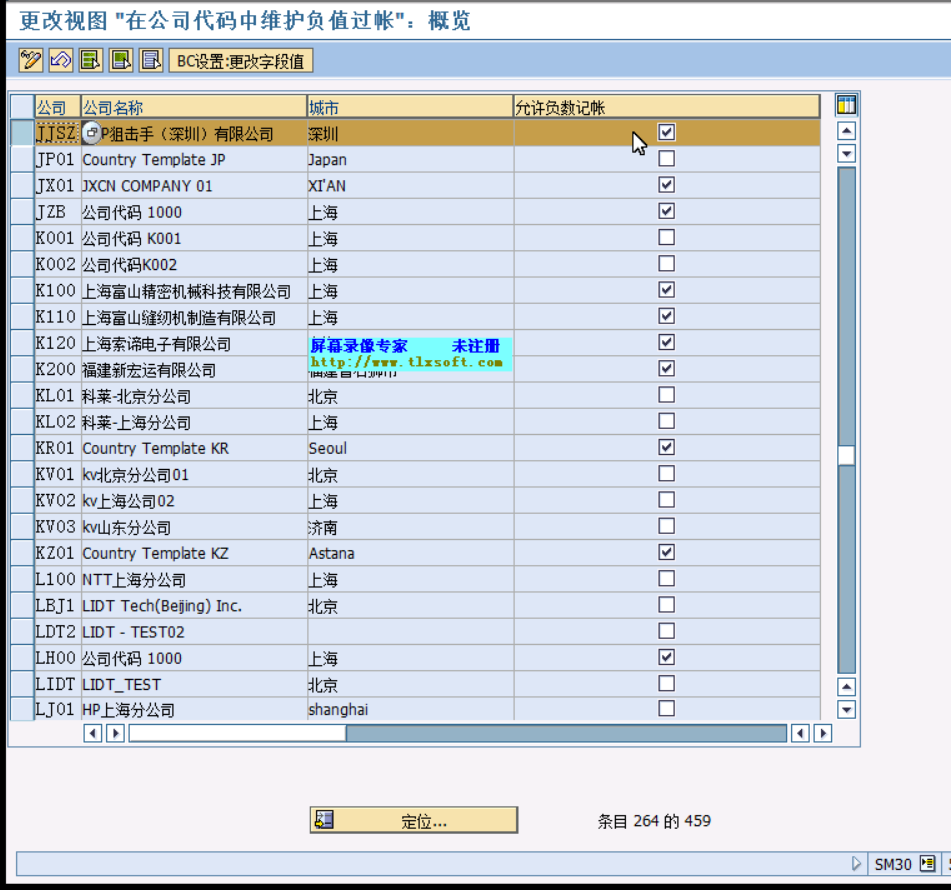 更改视图 "在公司代码中维护负值过帐": 概览
BC设置:更改字段值
公司 公司名称 城市 允许负数记帐
JJSZ P狙击手（深圳）有限公司 深圳
JP01 Country Template JP Japan
JX01 JXCN COMPANY 01 XI'AN
JZB 公司代码 1000 上海
K001 公司代码 K001 上海
K002 公司代码K002 上海
K100 上海富山精密机械科技有限公司 上海
K110 上海富山缝纫机制造有限公司 上海
K120 上海索谛电子有限公司
屏幕录像专家 未注册
http://www.tlxsoft.com
K200 福建新宏运有限公司
KL01 科莱-北京分公司 北京
KL02 科莱-上海分公司 上海
KR01 Country Template KR Seoul
KV01 kv北京分公司01 北京
KV02 kv上海公司02 上海
KV03 kv山东分公司 济南
KZ01 Country Template KZ Astana
L100 NTT上海分公司 上海
LBJ1 LIDT Tech(Beijing) Inc. 北京
LDT2 LIDT - TEST02
LH00 公司代码 1000 上海
LIDT LIDT_TEST 北京
LJ01 HP上海分公司 shanghai
定位... 条目 264 的 459
SM30